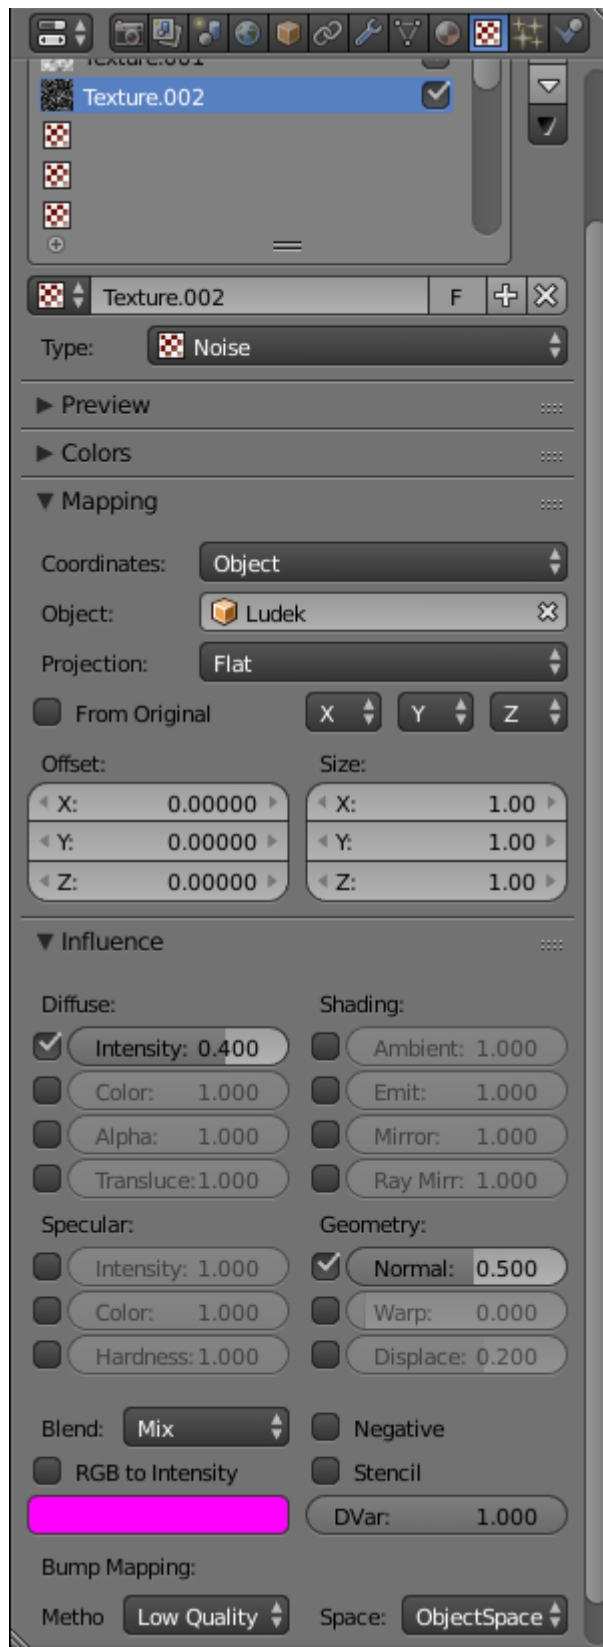 Texture.001
Texture.002
Texture.002 F
Type: Noise
Preview
Colors
Mapping
Coordinates: Object
Object: Ludek
Projection: Flat
From Original X Y Z
Offset: Size:
X: 0.00000 X: 1.00
Y: 0.00000 Y: 1.00
Z: 0.00000 Z: 1.00
Influence
Diffuse: Shading:
Intensity: 0.400 Ambient: 1.000
Color: 1.000 Emit: 1.000
Alpha: 1.000 Mirror: 1.000
Transluce: 1.000 Ray Mirr: 1.000
Specular: Geometry:
Intensity: 1.000 Normal: 0.500
Color: 1.000 Warp: 0.000
Hardness: 1.000 Displace: 0.200
Blend: Mix Negative
RGB to Intensity Stencil
DVar: 1.000
Bump Mapping:
Metho Low Quality Space: ObjectSpace